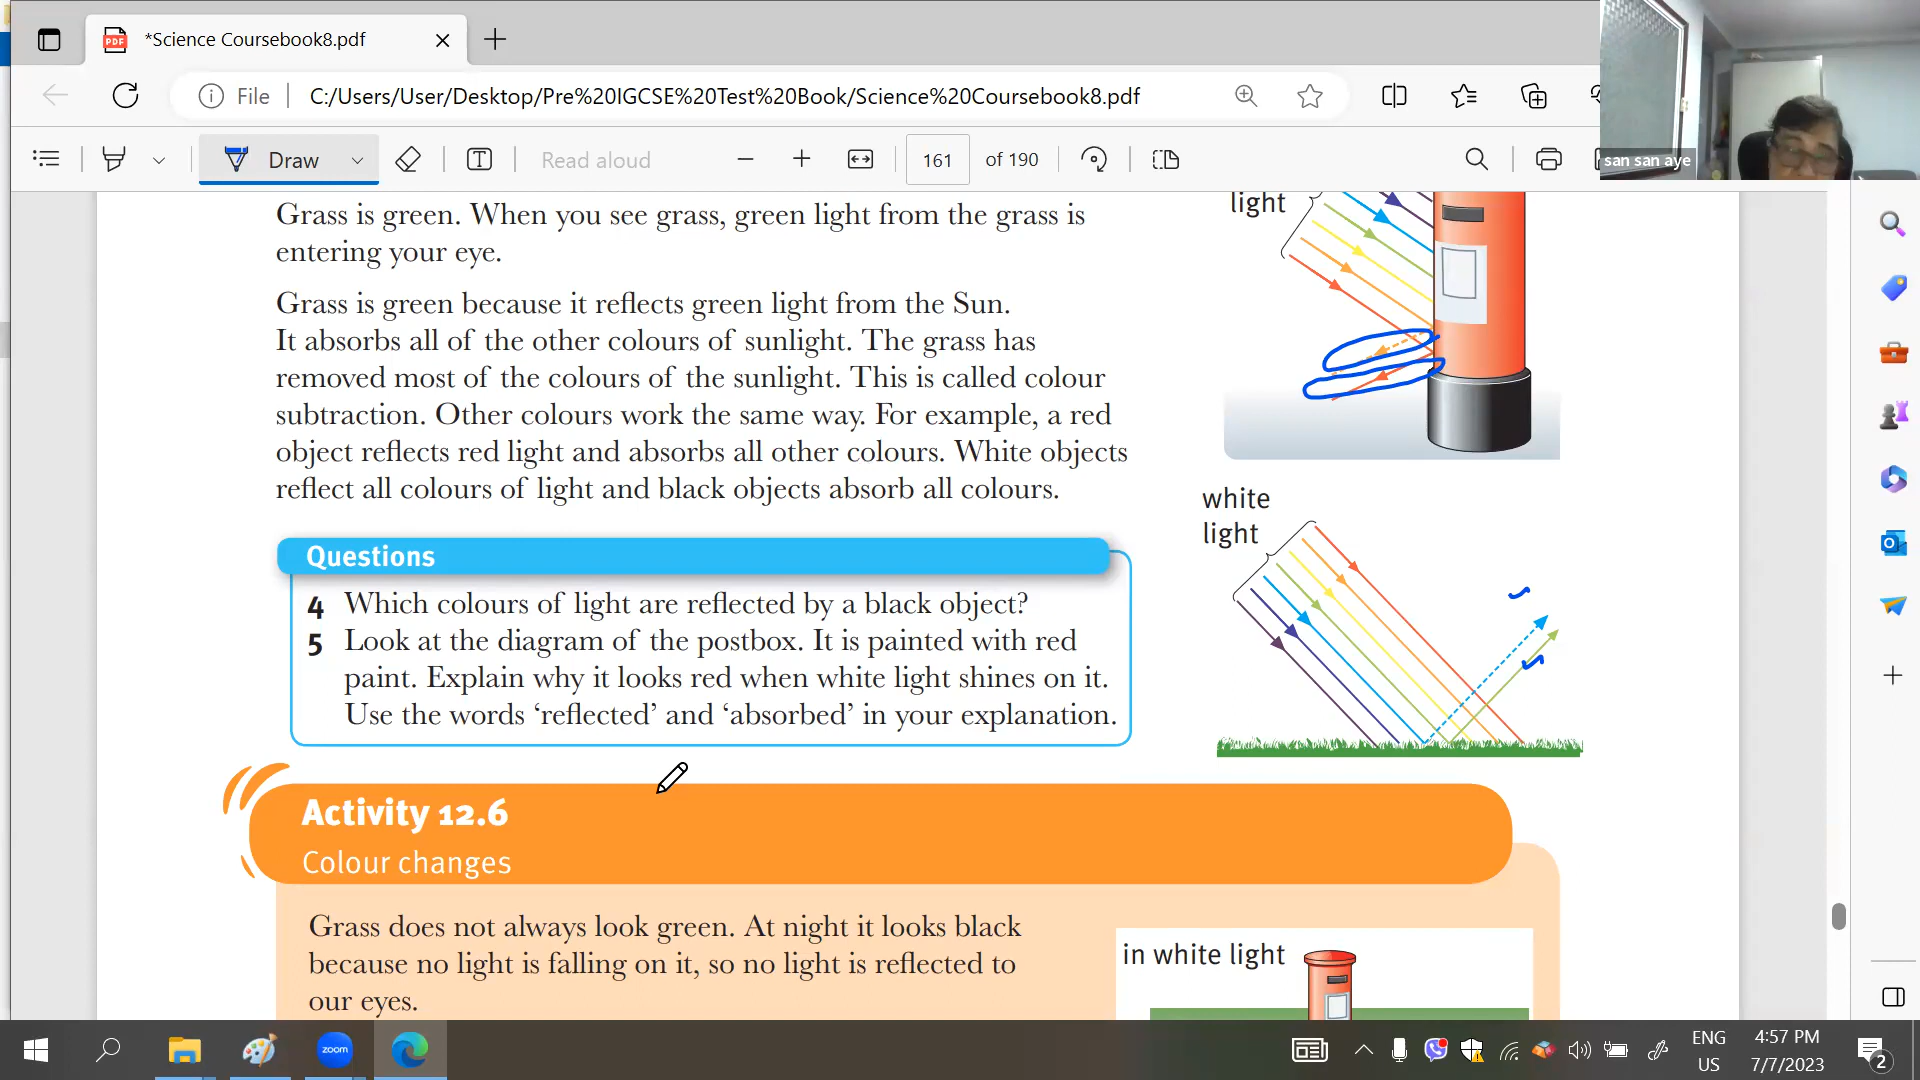 *Science Coursebook8.pdf
File
C:/Users/User/Desktop/Pre%20IGCSE%20Test%20Book/Science%20Coursebook8.pdf
Draw
Read aloud
161
of 190
san san aye
Grass is green. When you see grass, green light from the grass is
entering your eye.
Grass is green because it reflects green light from the Sun.
It absorbs all of the other colours of sunlight. The grass has
removed most of the colours of the sunlight. This is called colour
subtraction. Other colours work the same way. For example, a red
object reflects red light and absorbs all other colours. White objects
reflect all colours of light and black objects absorb all colours.
light
white
light
Questions
4 Which colours of light are reflected by a black object?
5 Look at the diagram of the postbox. It is painted with red
paint. Explain why it looks red when white light shines on it.
Use the words ‘reflected’ and ‘absorbed’ in your explanation.
Activity 12.6
Colour changes
Grass does not always look green. At night it looks black
because no light is falling on it, so no light is reflected to
our eyes.
in white light
zoom
ENG
US
4:57 PM
7/7/2023
2